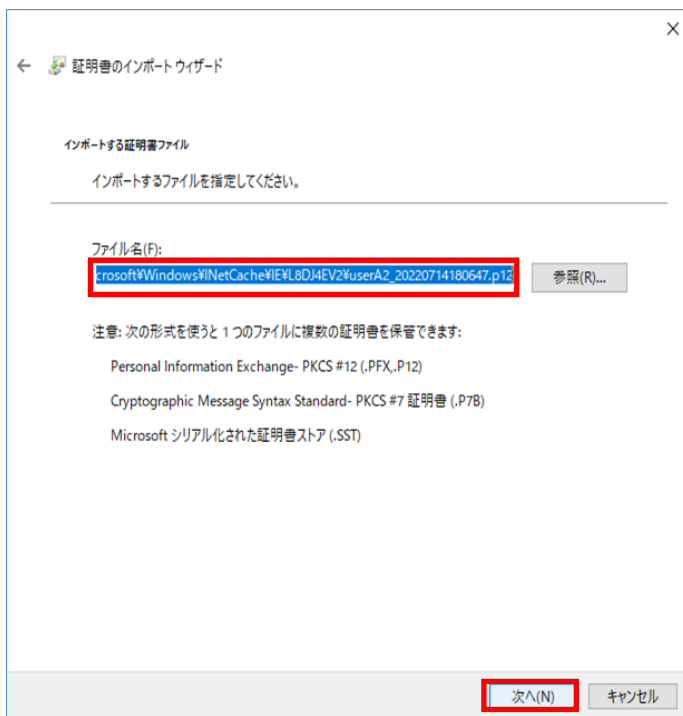 証明書のインポート ウィザード
インポートする証明書ファイル
インポートするファイルを指定してください。
ファイル名(F):
crosoft¥Windows¥INetCache¥IE¥L8DJ4EV2¥userA2_20220714180647.p12
参照(R)...
注意: 次の形式を使うと 1 つのファイルに複数の証明書を保管できます:
Personal Information Exchange- PKCS #12 (.PFX,.P12)
Cryptographic Message Syntax Standard- PKCS #7 証明書 (.P7B)
Microsoft シリアル化された証明書ストア (.SST)
次へ(N)
キャンセル